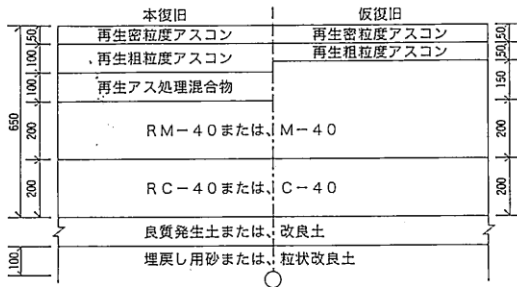 本復旧 仮復旧
再生密粒度アスコン 再生密粒度アスコン
再生粗粒度アスコン 再生粗粒度アスコン
再生アス処理混合物
RM-40または、M-40
RC-40または、C-40
良質発生土または、改良土
埋戻し用砂または、粒状改良土
50 100 100 200 200 650 100
50 50 150 200 200